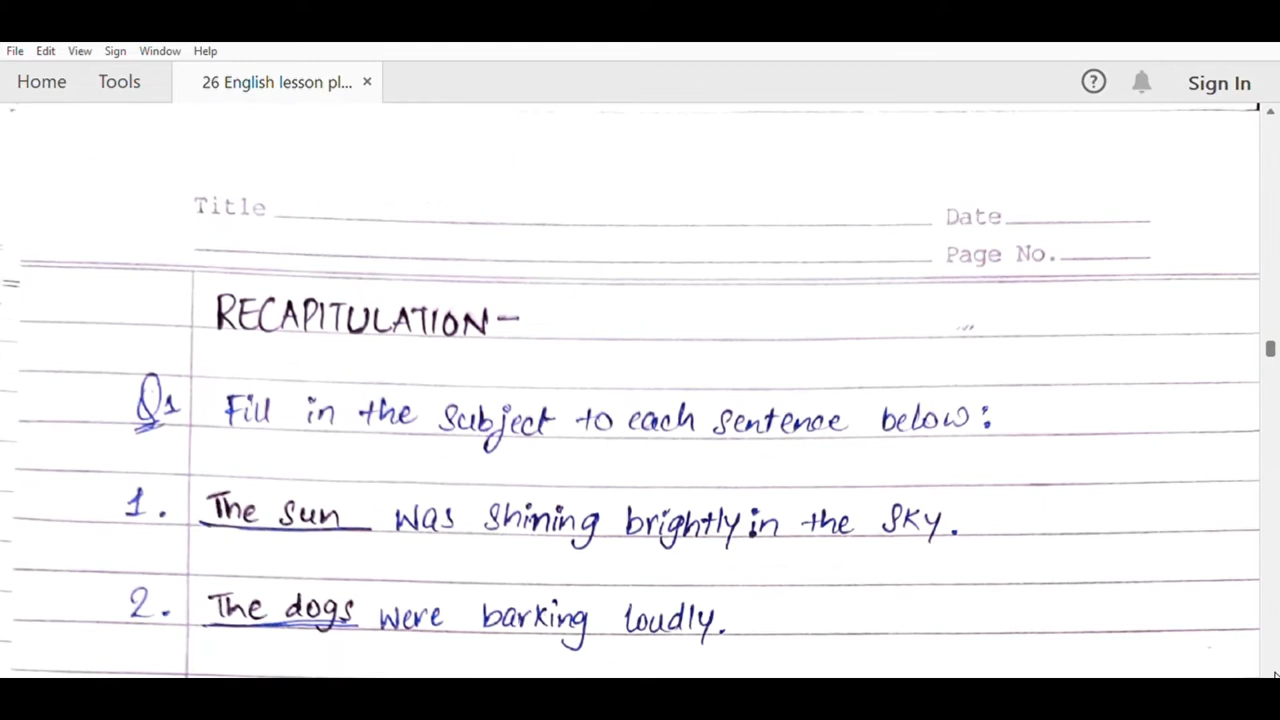 File Edit View Sign Window Help
Home Tools 26 English lesson pl... × ? Sign In
Title Date
Page No.
RECAPITULATION-
Q1 Fill in the subject to each sentence below:
1. The sun was shining brightly in the sky.
2. The dogs were barking loudly.